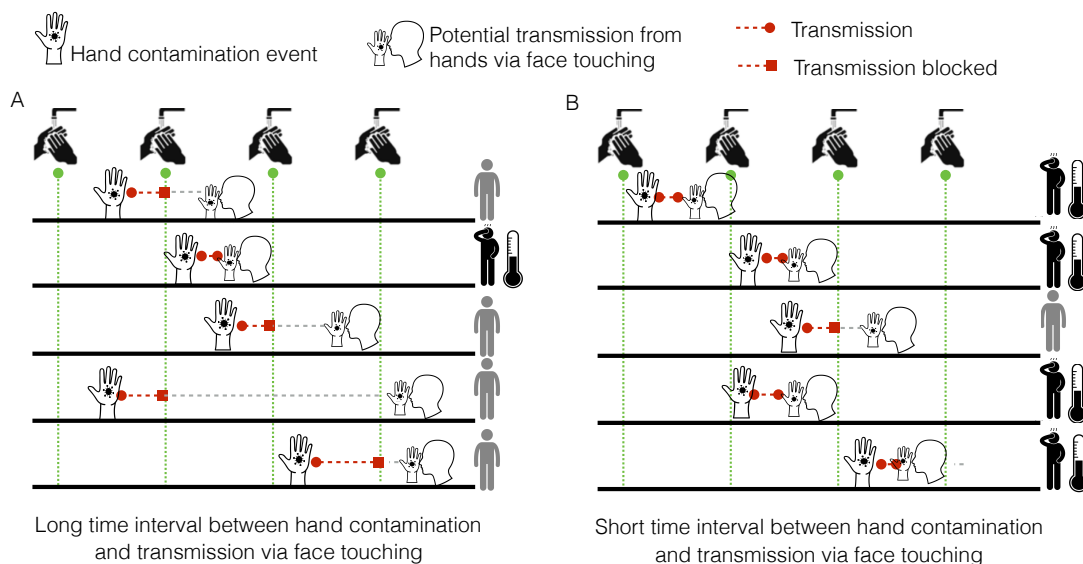 Hand contamination event
Potential transmission from
hands via face touching
Transmission
Transmission blocked
A
B
Long time interval between hand contamination
and transmission via face touching
Short time interval between hand contamination
and transmission via face touching